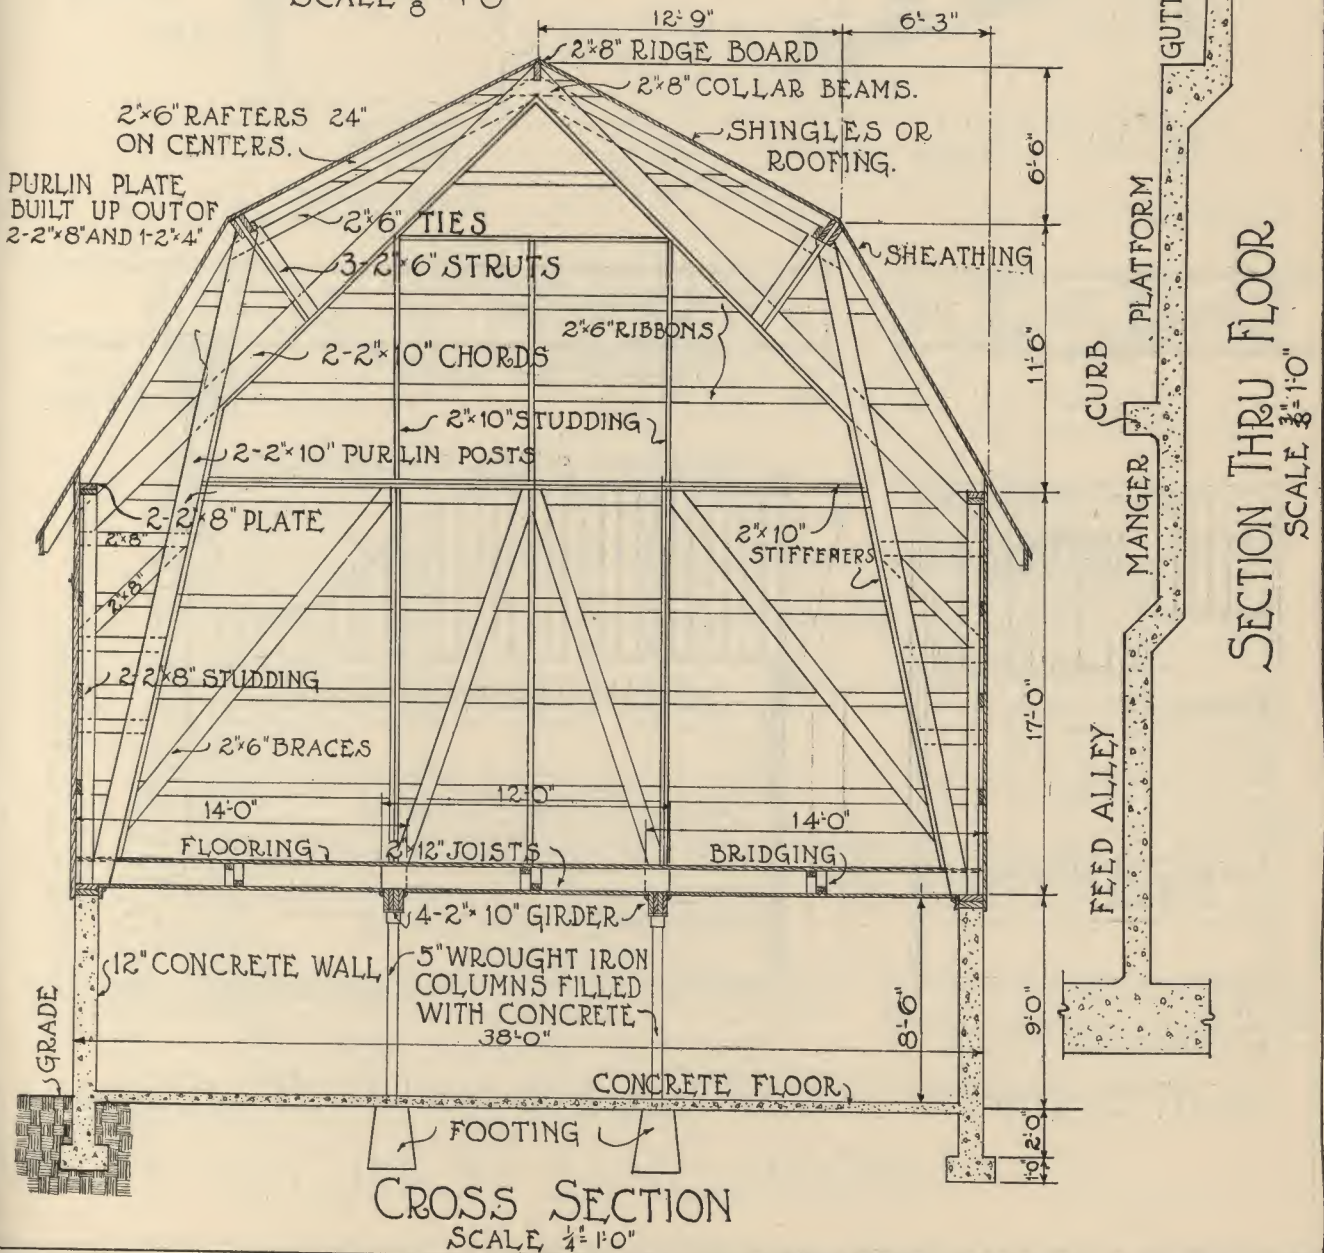 SCALE 1/8" = 1'-0"
12'-9"
6'-3"
2"x8" RIDGE BOARD
2"x8" COLLAR BEAMS.
2"x6" RAFTERS 24"
ON CENTERS.
SHINGLES OR
ROOFING.
6'-6"
PURLIN PLATE
BUILT UP OUT OF
2-2"x8" AND 1-2"x4"
2"x6" TIES
3-2"x6" STRUTS
SHEATHING
2"x6" RIBBONS
2-2"x10" CHORDS
11'-6"
2"x10" STUDDING
2-2"x10" PURLIN POSTS
2-2"x8" PLATE
2"x8"
2"x8"
2"x10"
STIFFENERS
2-2"x8" STUDDING
17'-0"
2"x6" BRACES
12'-0"
14'-0"
14'-0"
FLOORING
2"x12" JOISTS
BRIDGING
4-2"x10" GIRDER
12" CONCRETE WALL
5" WROUGHT IRON
COLUMNS FILLED
WITH CONCRETE
38'-0"
8'-6"
9'-0"
GRADE
CONCRETE FLOOR
FOOTING
2'-0"
1'-0"
CROSS SECTION
SCALE 1/4" = 1'-0"
GUTT
PLATFORM
CURB
MANGER
FEED ALLEY
SECTION THRU FLOOR
SCALE 3/8" = 1'-0"